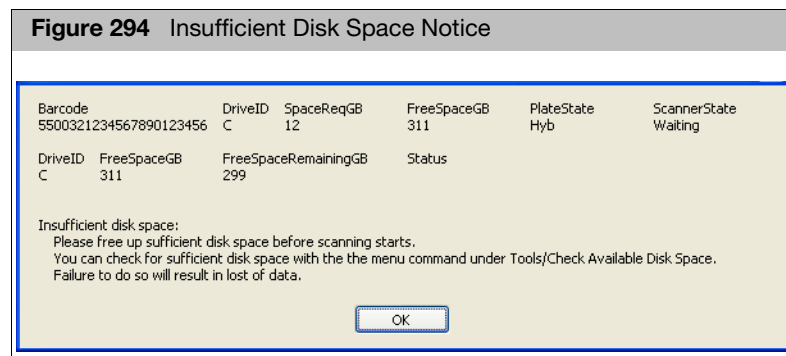 Figure 294 Insufficient Disk Space Notice
Barcode DriveID SpaceReqGB FreeSpaceGB PlateState ScannerState
5500321234567890123456 C 12 311 Hyb Waiting
DriveID FreeSpaceGB FreeSpaceRemainingGB Status
C 311 299
Insufficient disk space:
Please free up sufficient disk space before scanning starts.
You can check for sufficient disk space with the the menu command under Tools/Check Available Disk Space.
Failure to do so will result in lost of data.
OK